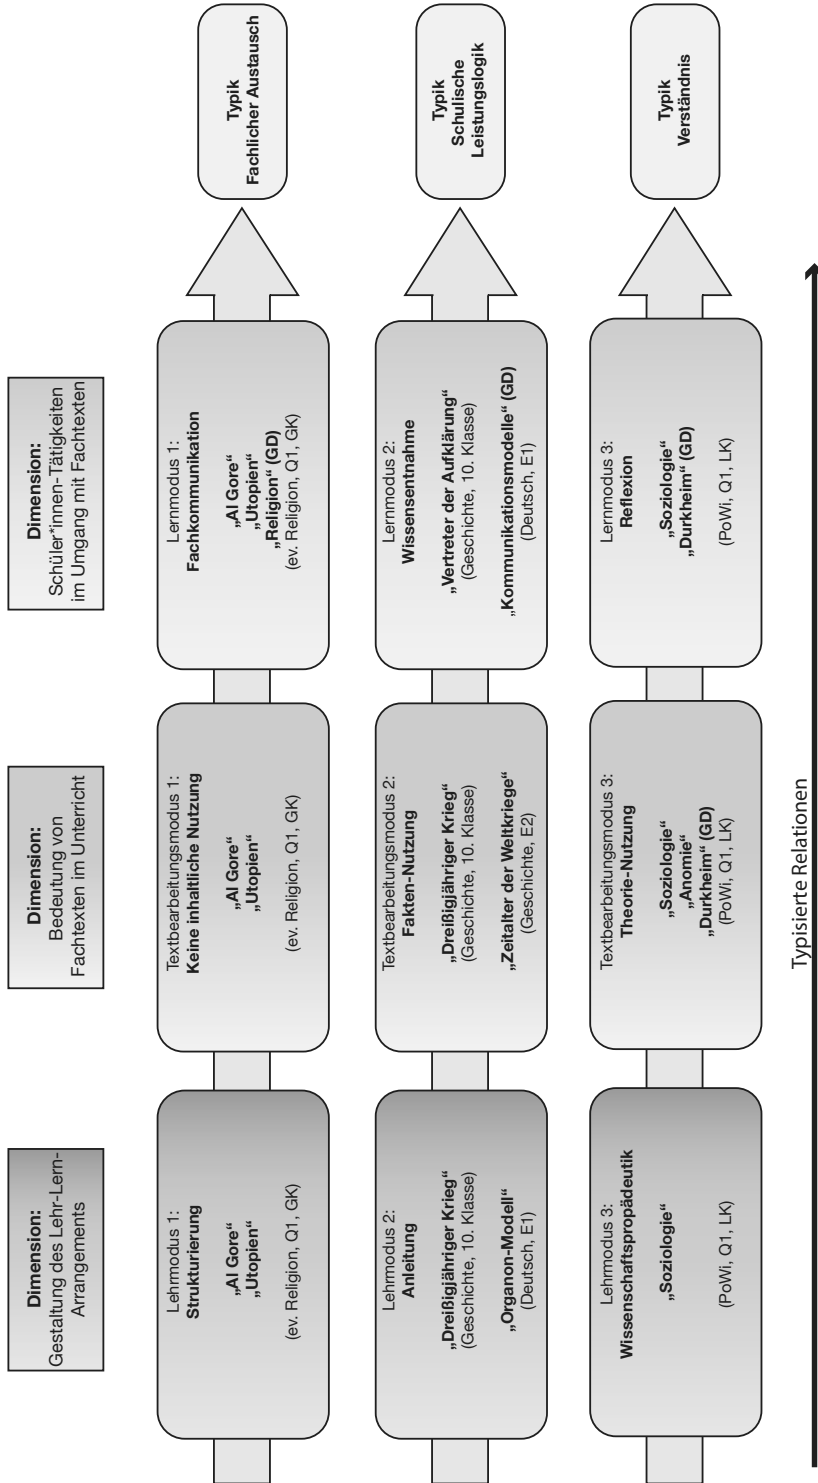 Dimension:
Gestaltung des Lehr-Lern-
Arrangements
Dimension:
Bedeutung von
Fachtexten im Unterricht
Dimension:
Schüler*innen-Tätigkeiten
im Umgang mit Fachtexten
Lehrmodus 1:
Strukturierung
„Al Gore“
„Utopien“
(ev. Religion, Q1, GK)
Textbearbeitungsmodus 1:
Keine inhaltliche Nutzung
„Al Gore“
„Utopien“
(ev. Religion, Q1, GK)
Lernmodus 1:
Fachkommunikation
„Al Gore“
„Utopien“
„Religion“ (GD)
(ev. Religion, Q1, GK)
Typik
Fachlicher Austausch
Lehrmodus 2:
Anleitung
„Dreißigjähriger Krieg“
(Geschichte, 10. Klasse)
„Organon-Modell“
(Deutsch, E1)
Textbearbeitungsmodus 2:
Fakten-Nutzung
„Dreißigjähriger Krieg“
(Geschichte, 10. Klasse)
„Zeitalter der Weltkriege“
(Geschichte, E2)
Lernmodus 2:
Wissensentnahme
„Vertreter der Aufklärung“
(Geschichte, 10. Klasse)
„Kommunikationsmodelle“ (GD)
(Deutsch, E1)
Typik
Schulische
Leistungslogik
Lehrmodus 3:
Wissenschaftspropädeutik
„Soziologie“
(PoWi, Q1, LK)
Textbearbeitungsmodus 3:
Theorie-Nutzung
„Soziologie“
„Anomie“
„Durkheim“ (GD)
(PoWi, Q1, LK)
Lernmodus 3:
Reflexion
„Soziologie“
„Durkheim“ (GD)
(PoWi, Q1, LK)
Typik
Verständnis
Typisierte Relationen